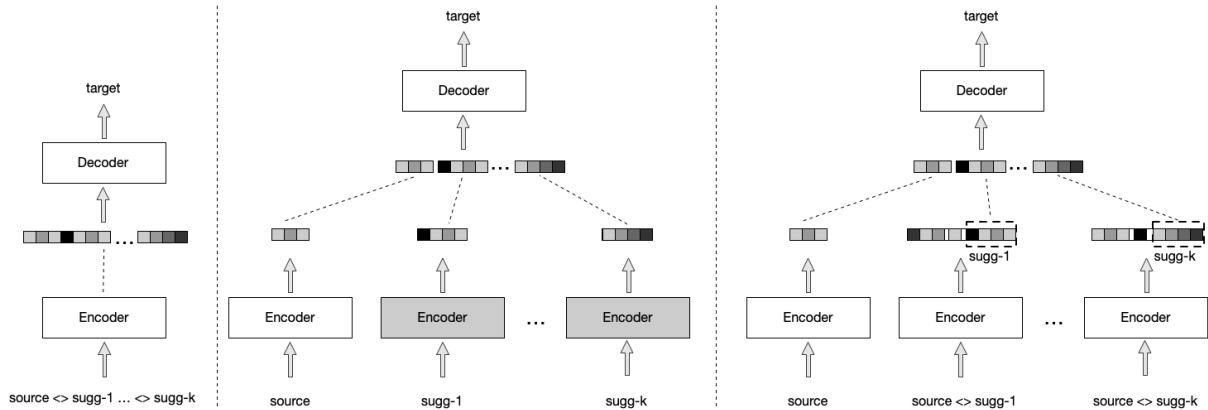 target
Decoder
...
Encoder
source <> sugg-1 ... <> sugg-k
target
Decoder
...
Encoder
Encoder
...
Encoder
source
sugg-1
sugg-k
target
Decoder
...
sugg-1
sugg-k
Encoder
Encoder
...
Encoder
source
source <> sugg-1
source <> sugg-k